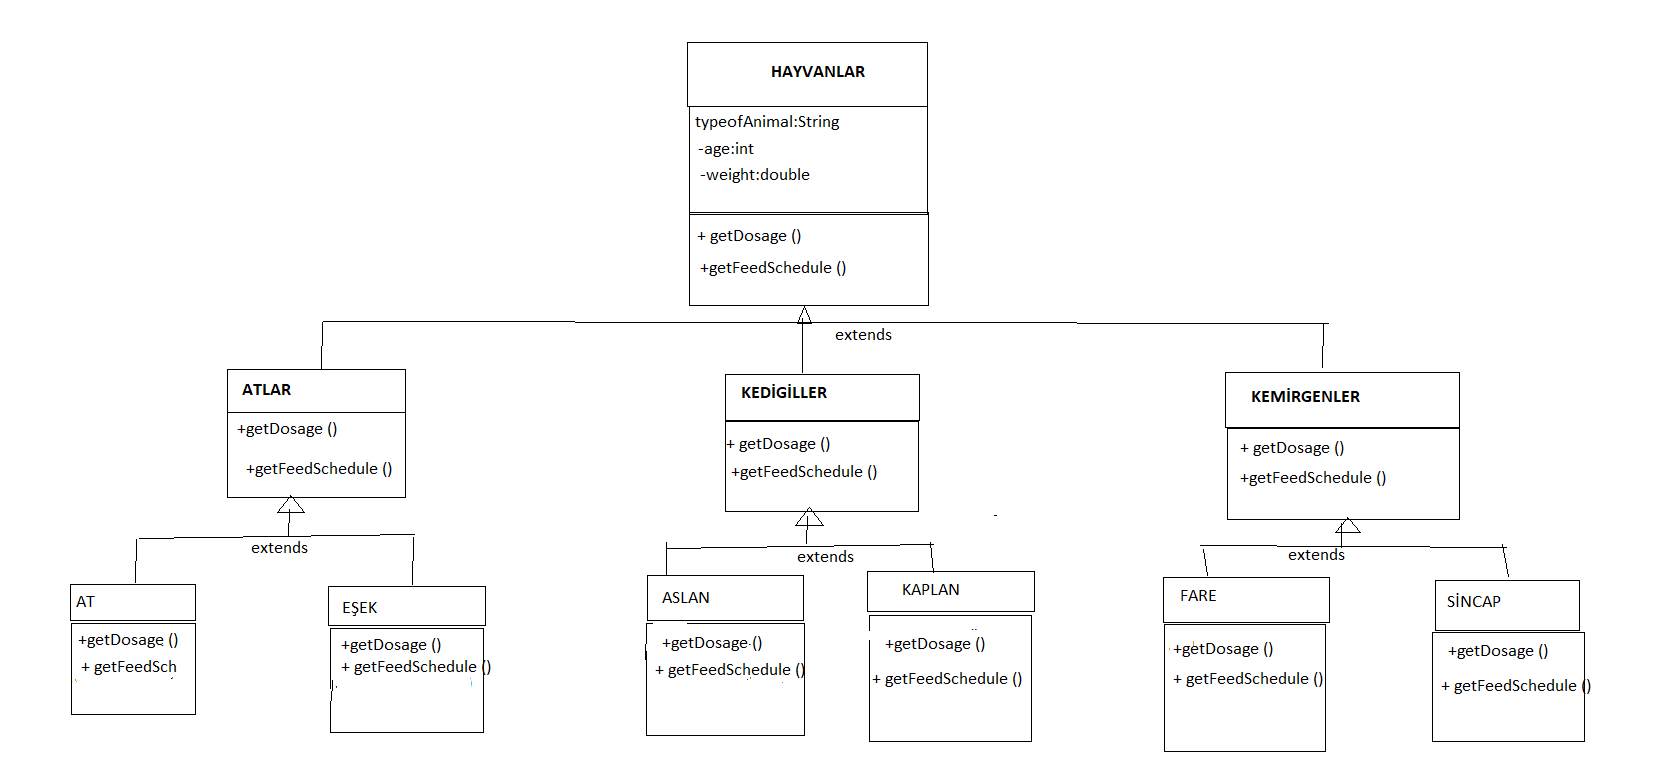 HAYVANLAR
typeofAnimal:String
-age:int
-weight:double
+ getDosage ()
+getFeedSchedule ()
extends
ATLAR
+getDosage ()
+getFeedSchedule ()
KEDİGİLLER
+ getDosage ()
+getFeedSchedule ()
KEMİRGENLER
+ getDosage ()
+getFeedSchedule ()
extends
extends
extends
AT
+getDosage ()
+ getFeedSch
EŞEK
+getDosage ()
+ getFeedSchedule ()
ASLAN
+getDosage ()
+ getFeedSchedule ()
KAPLAN
+getDosage ()
+ getFeedSchedule ()
FARE
+getDosage ()
+ getFeedSchedule ()
SİNCAP
+getDosage ()
+ getFeedSchedule ()